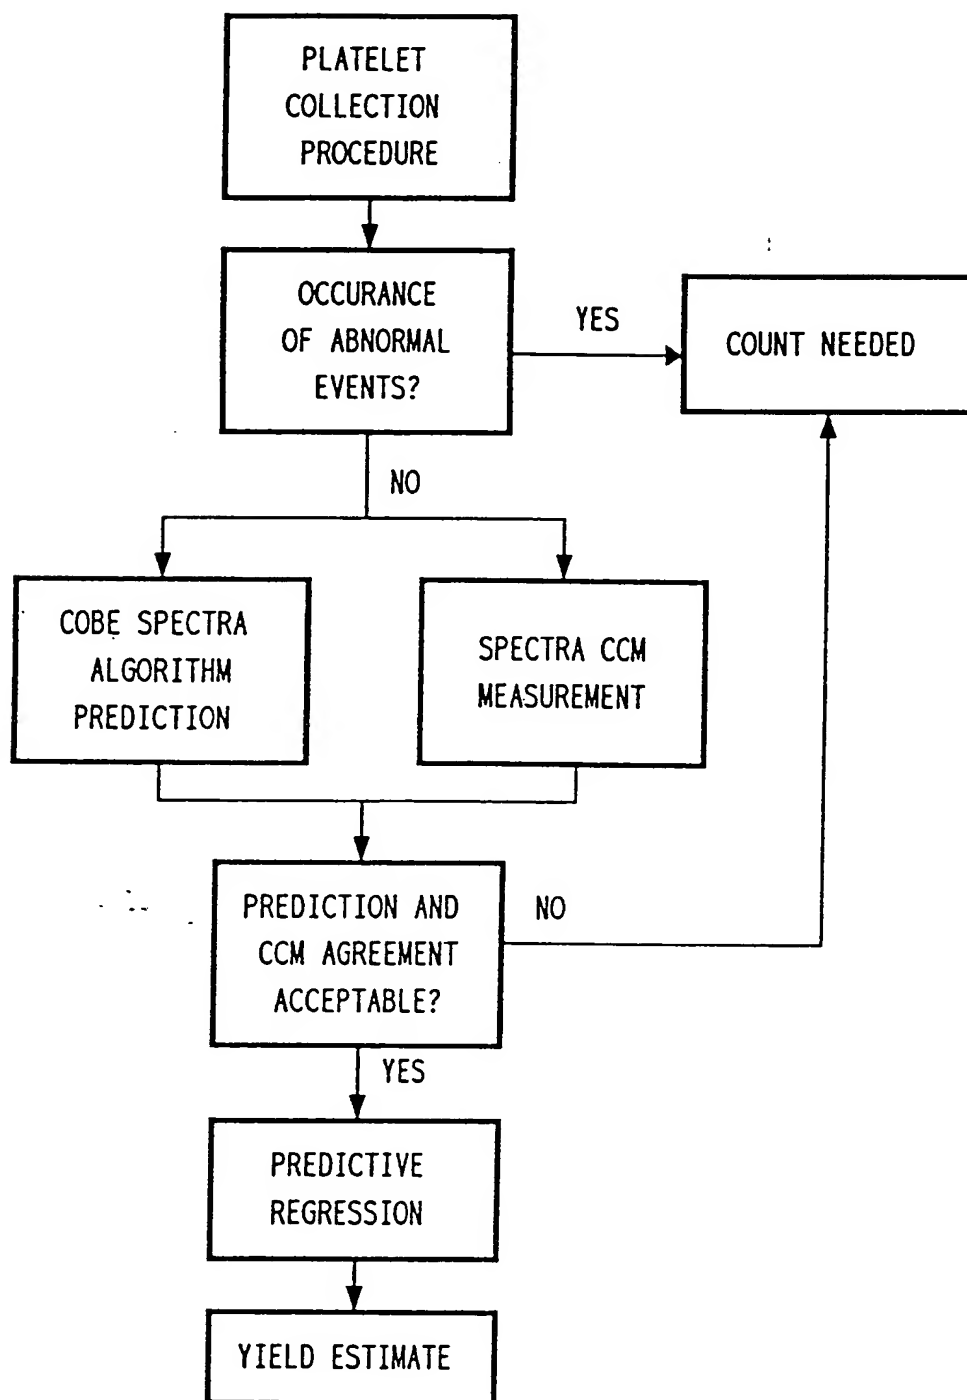 PLATELET
COLLECTION
PROCEDURE
OCCURANCE
OF ABNORMAL
EVENTS?
YES
COUNT NEEDED
NO
COBE SPECTRA
ALGORITHM
PREDICTION
SPECTRA CCM
MEASUREMENT
PREDICTION AND
CCM AGREEMENT
ACCEPTABLE?
NO
YES
PREDICTIVE
REGRESSION
YIELD ESTIMATE